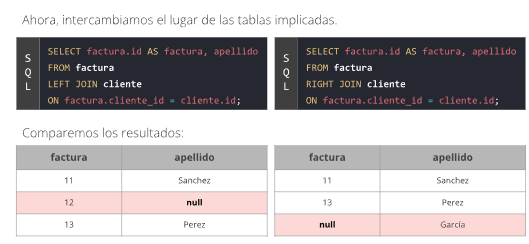 Ahora, intercambiamos el lugar de las tablas implicadas.
SQL
SELECT factura.id AS factura, apellido
FROM factura
LEFT JOIN cliente
ON factura.cliente_id = cliente.id;
SQL
SELECT factura.id AS factura, apellido
FROM factura
RIGHT JOIN cliente
ON factura.cliente_id = cliente.id;
Comparemos los resultados:
factura apellido
11 Sanchez
12 null
13 Perez
factura apellido
11 Sanchez
13 Perez
null García